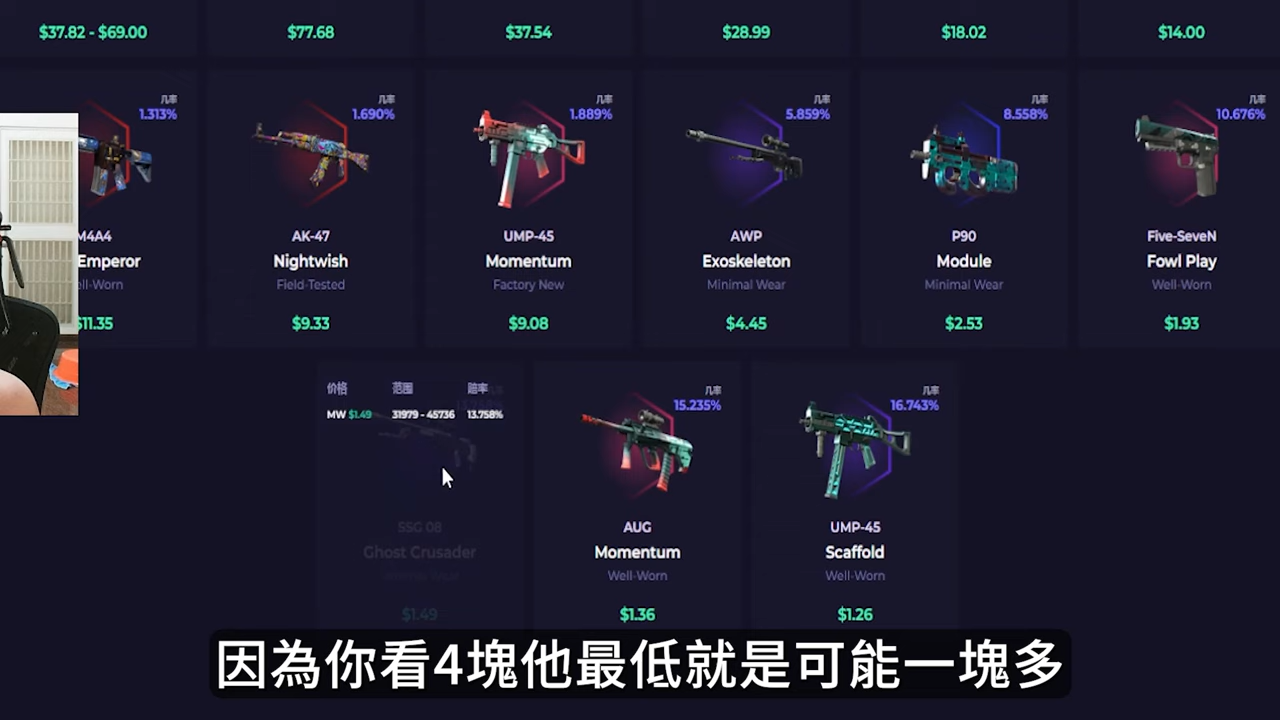 $37.82 - $69.00
$77.68
$37.54
$28.99
$18.02
$14.00
几率
1.313%
几率
1.690%
几率
1.889%
几率
5.859%
几率
8.558%
几率
10.676%
M4A4
Emperor
ell-Worn
$11.35
AK-47
Nightwish
Field-Tested
$9.33
UMP-45
Momentum
Factory New
$9.08
AWP
Exoskeleton
Minimal Wear
$4.45
P90
Module
Minimal Wear
$2.53
Five-SeveN
Fowl Play
Well-Worn
$1.93
价格 范围 赔率
MW $1.49 31979 - 45736 13.758%
SSG 08
Ghost Crusader
Minimal Wear
$1.49
几率
15.235%
AUG
Momentum
Well-Worn
$1.36
几率
16.743%
UMP-45
Scaffold
Well-Worn
$1.26
因為你看4塊他最低就是可能一塊多